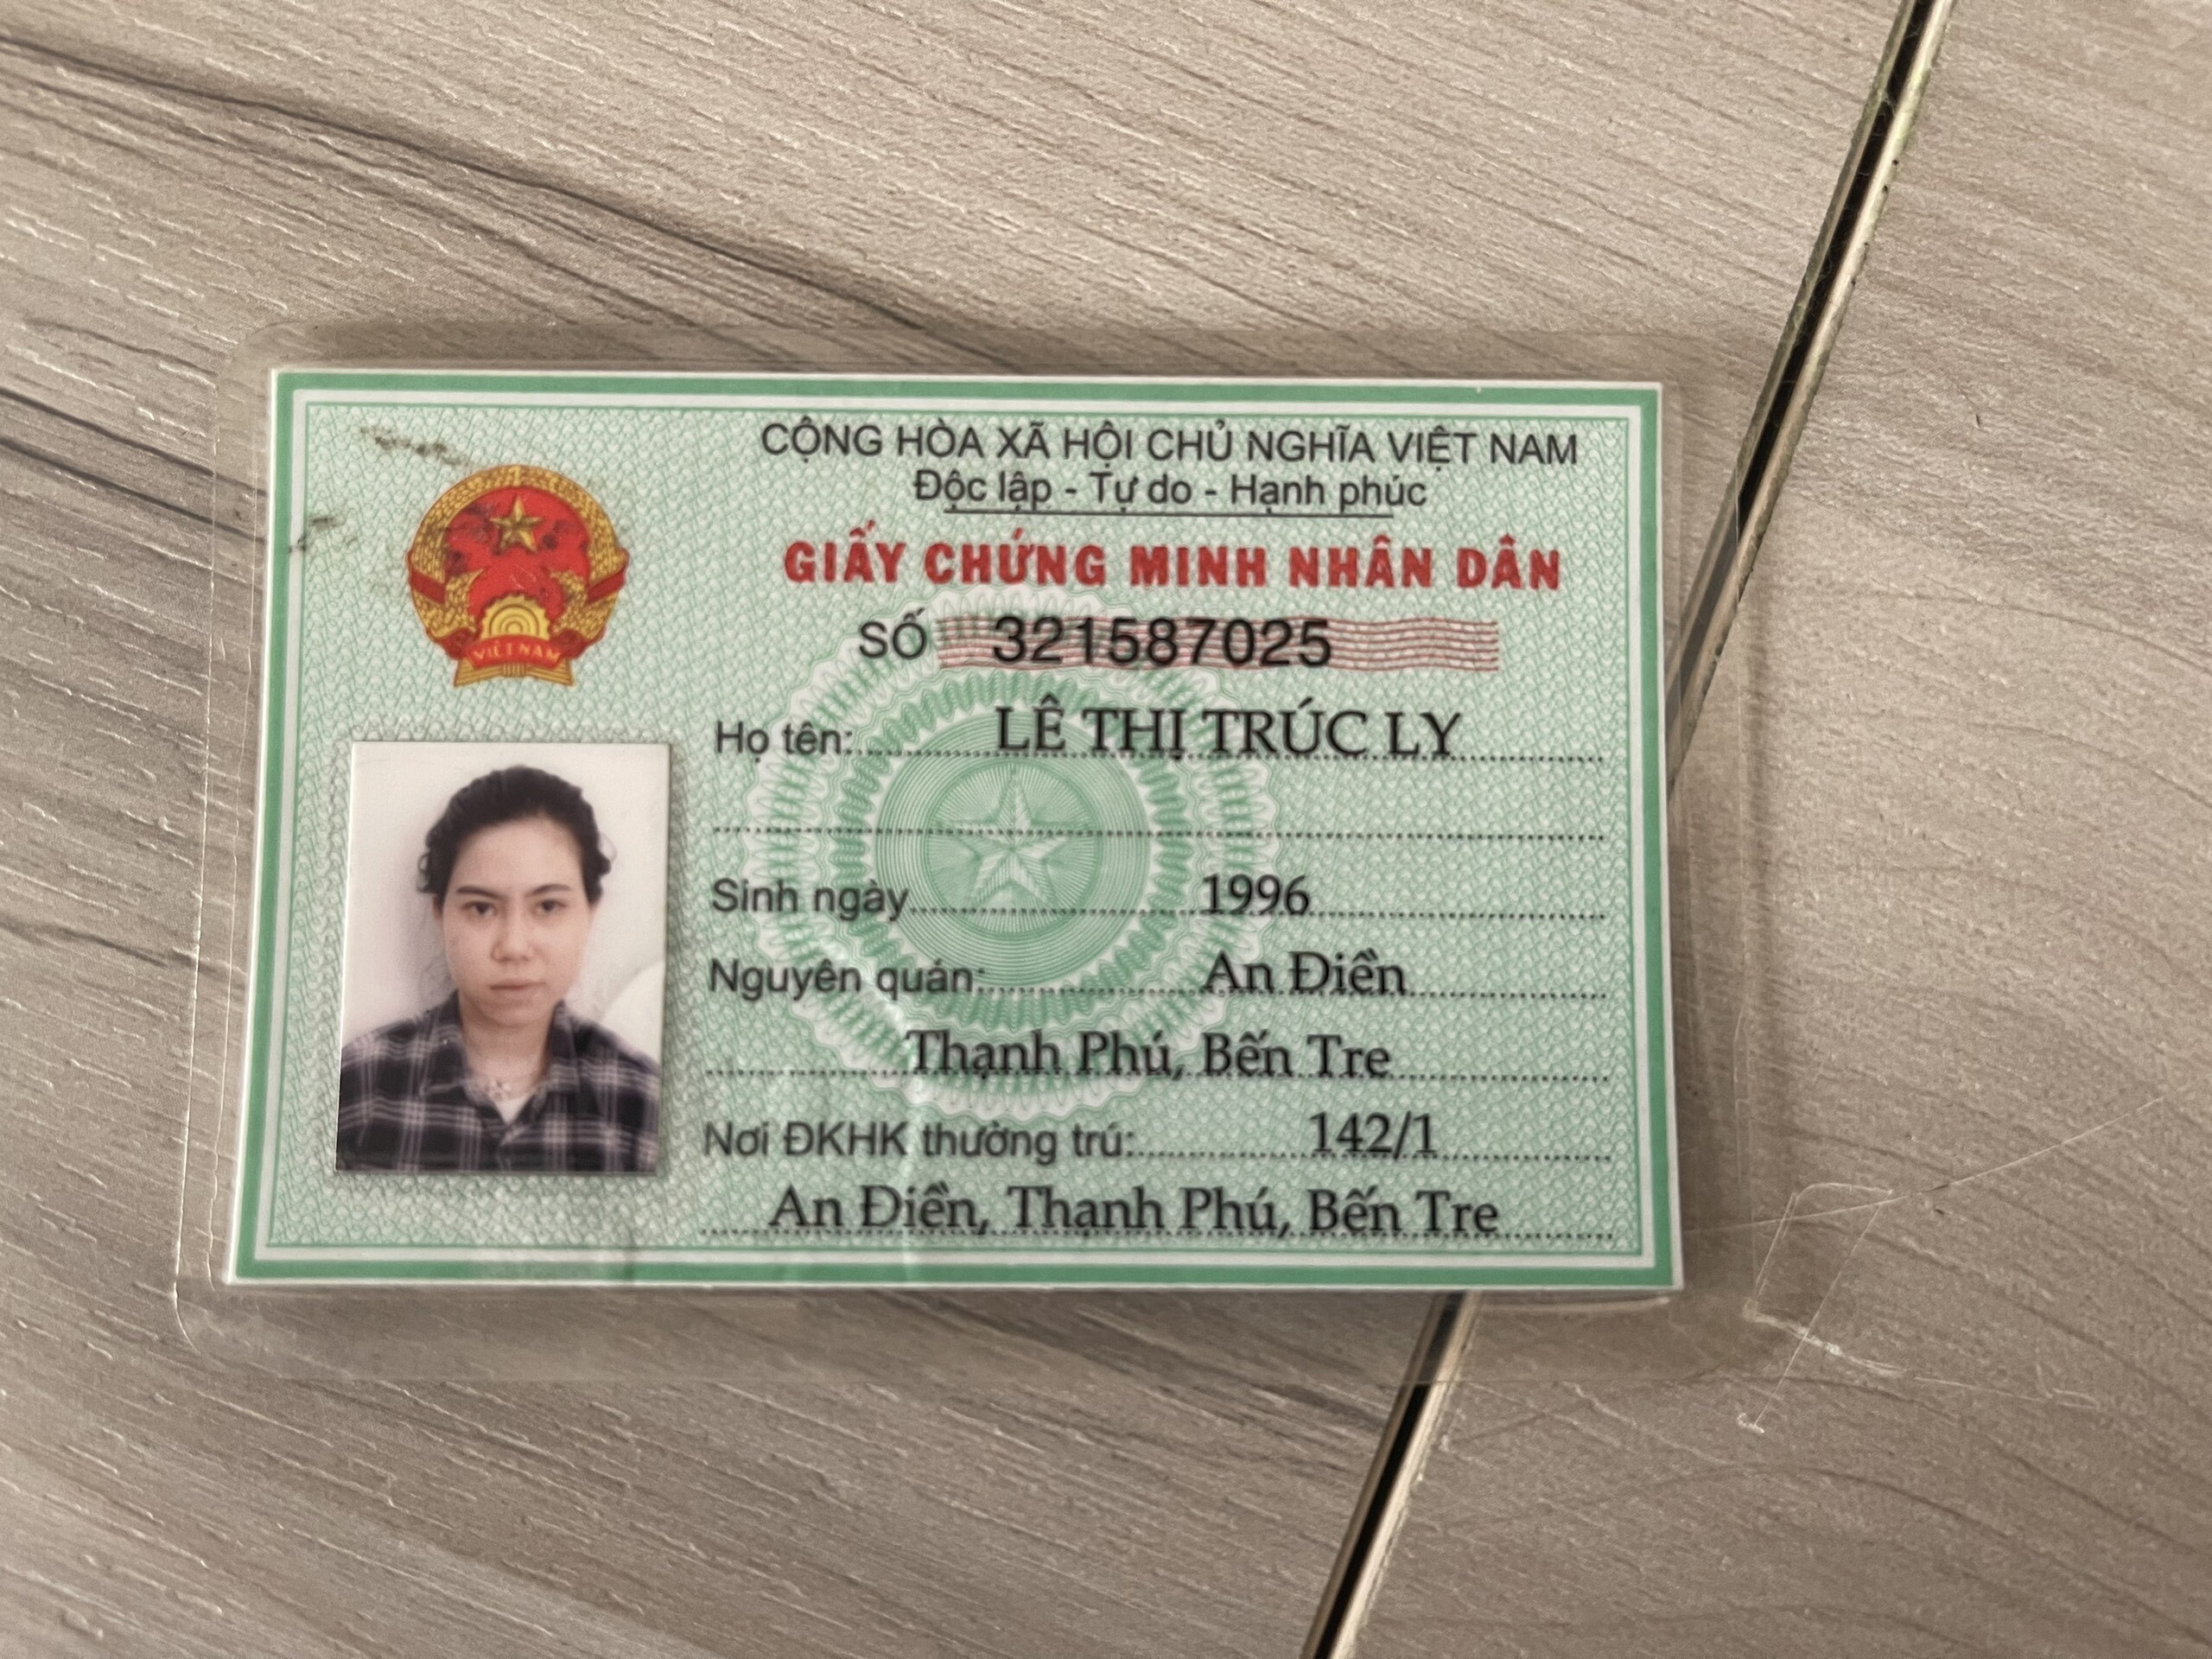 CỘNG HÒA XÃ HỘI CHỦ NGHĨA VIỆT NAM
Độc lập - Tự do - Hạnh phúc
GIẤY CHỨNG MINH NHÂN DÂN
SỐ 321587025
VIỆT NAM
Họ tên: LÊ THỊ TRÚC LY
Sinh ngày 1996
Nguyên quán: An Điền
Thạnh Phú, Bến Tre
Nơi ĐKHK thường trú: 142/1
An Điền, Thạnh Phú, Bến Tre